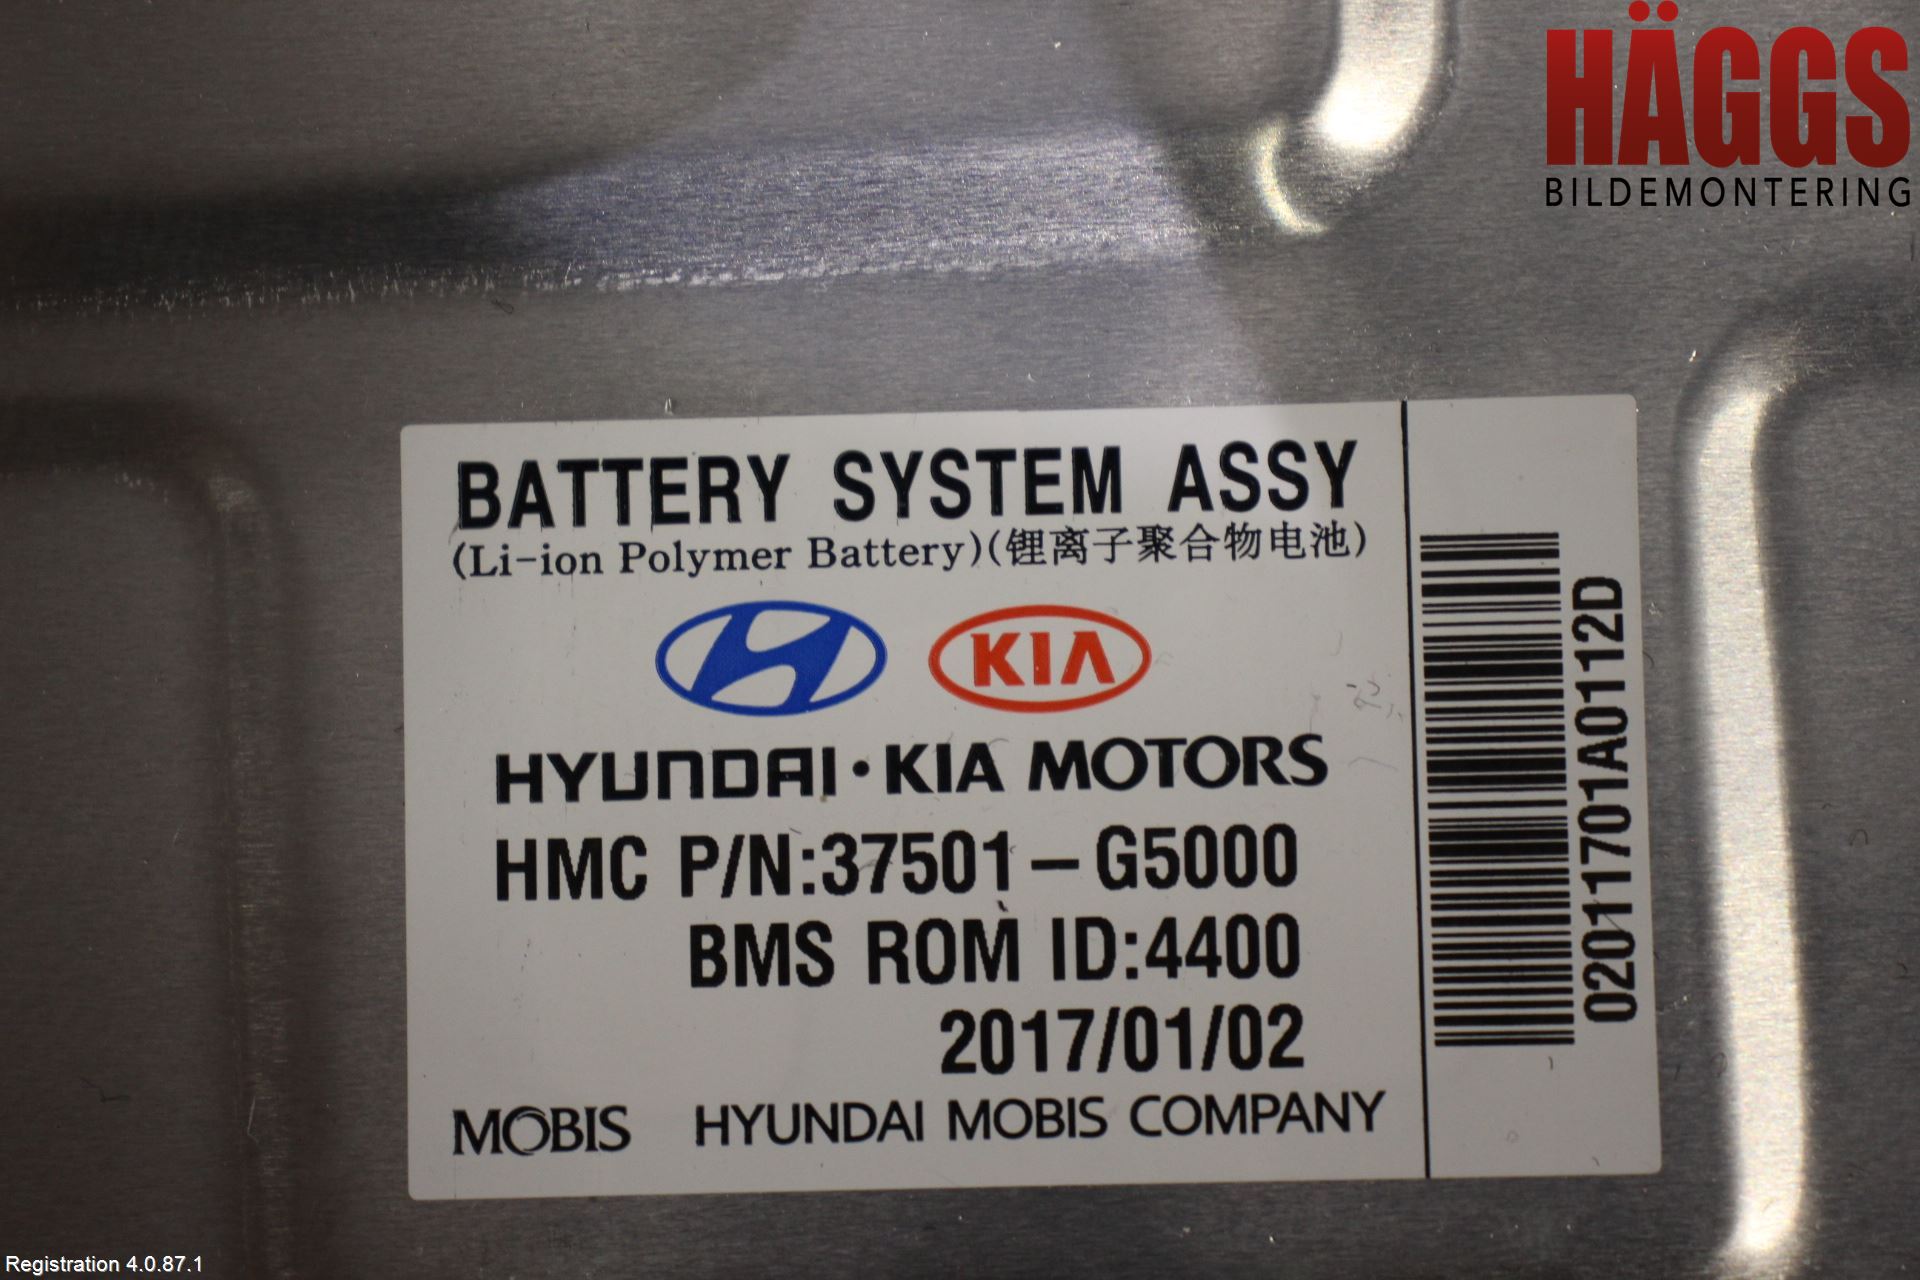 HÄGGS
BILDEMONTERING
BATTERY SYSTEM ASSY
(Li-ion Polymer Battery)(锂离子聚合物电池)
KIA
HYUNDAI·KIA MOTORS
HMC P/N:37501-G5000
BMS ROM ID:4400
2017/01/02
MOBIS HYUNDAI MOBIS COMPANY
02011701A0112D
Registration 4.0.87.1